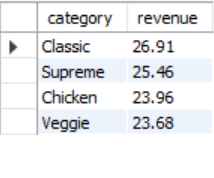 category revenue
Classic 26.91
Supreme 25.46
Chicken 23.96
Veggie 23.68